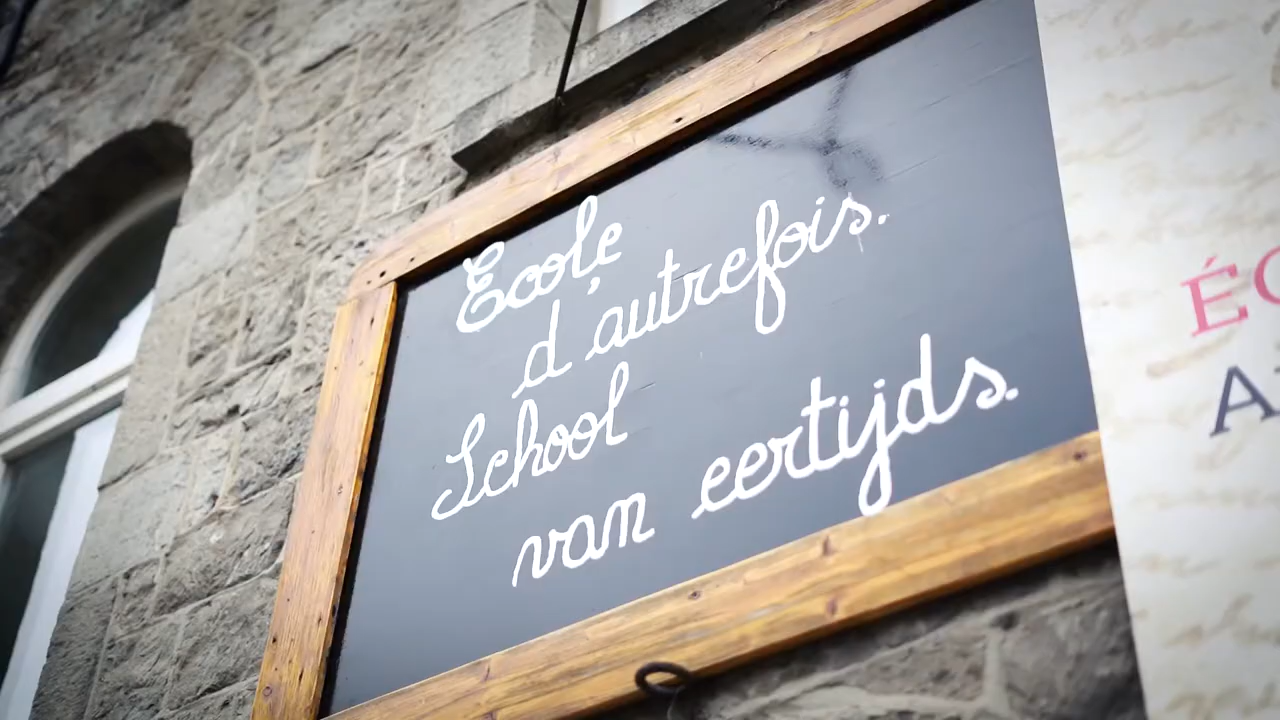 Ecole
d'autrefois.
School
van eertijds.